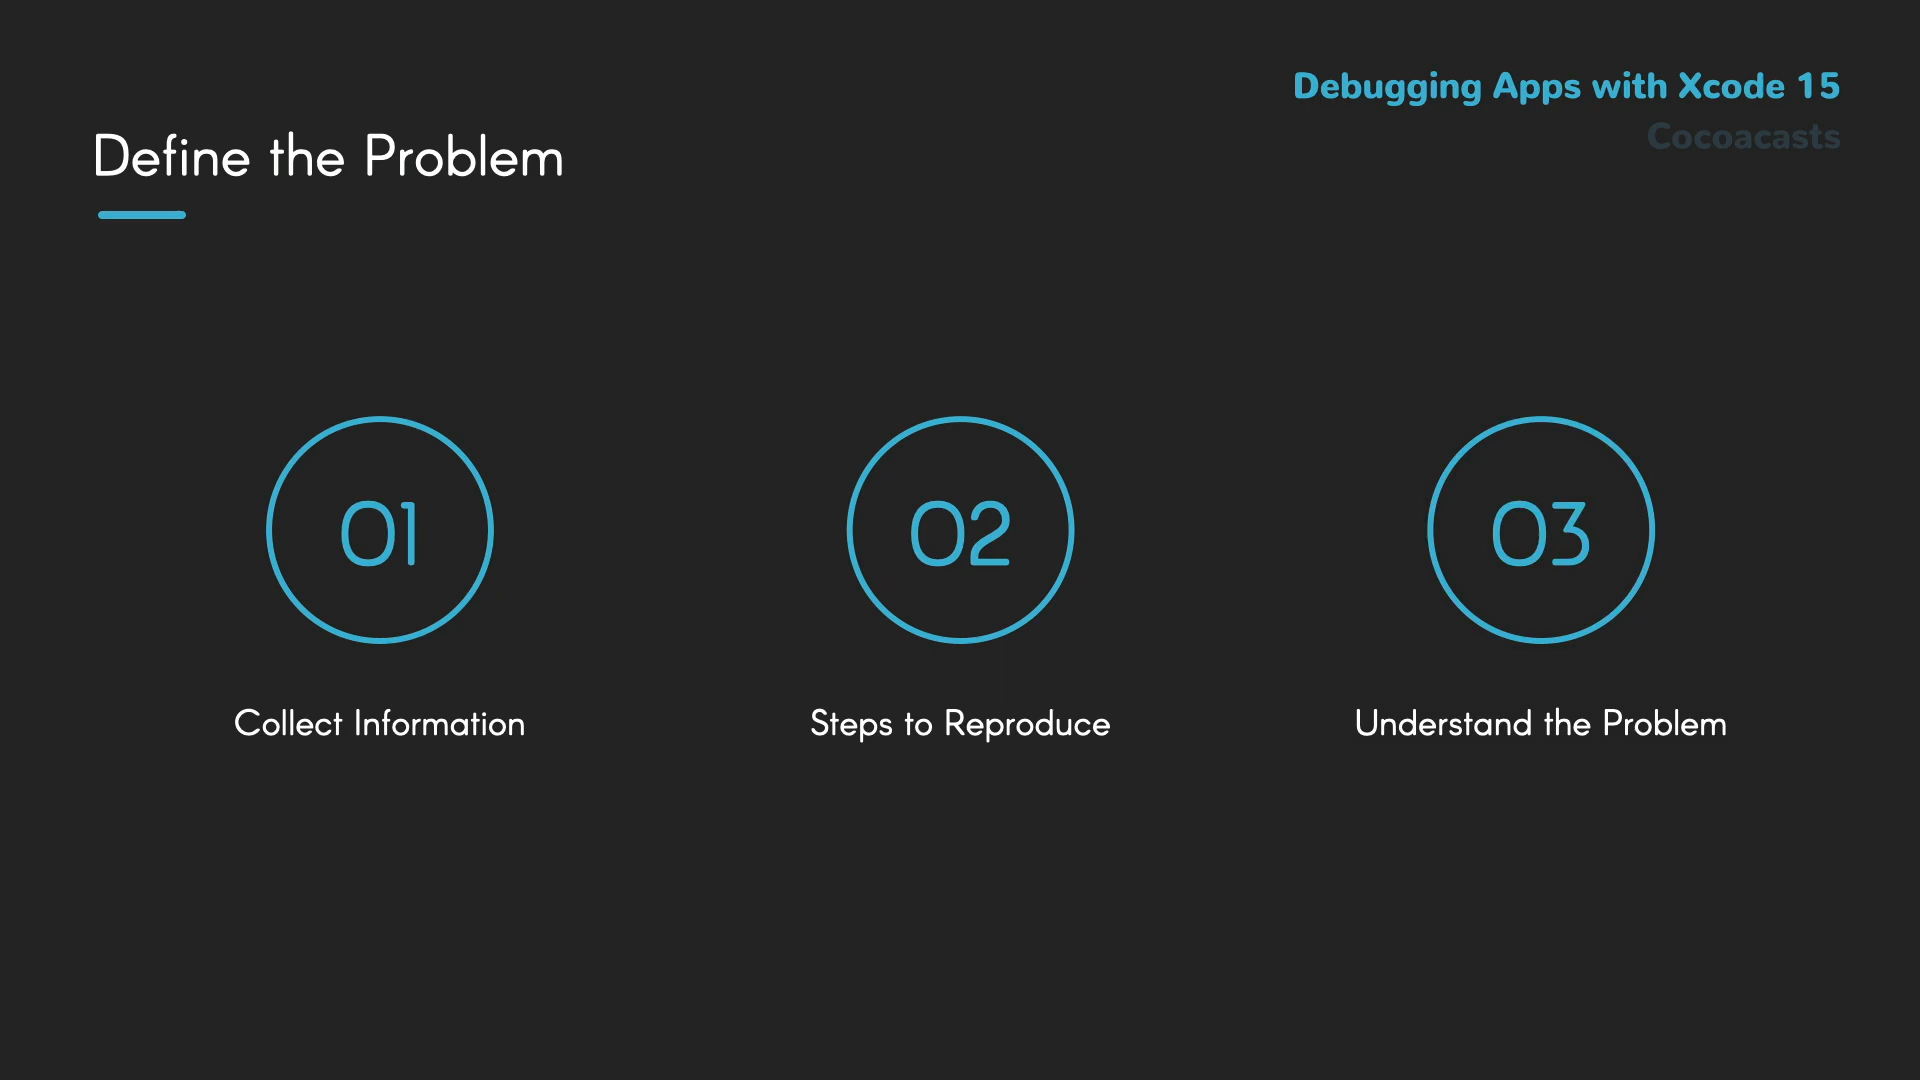 Debugging Apps with Xcode 15
Cocoacasts
Define the Problem
01
02
03
Collect Information
Steps to Reproduce
Understand the Problem